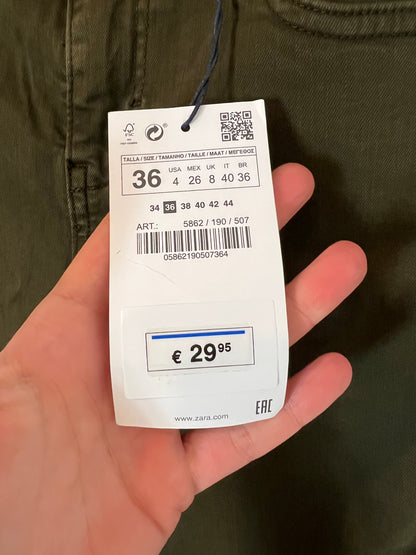 FSC
TALLA / SIZE / TAMANHO / TAILLE / MAAT / ΜΕΓΕΘΟΣ
36 USA 4 MEX 26 UK 8 IT 40 BR 36
34 36 38 40 42 44
ART.: 5862 / 190 / 507
05862190507364
€ 29 95
www.zara.com
EAC